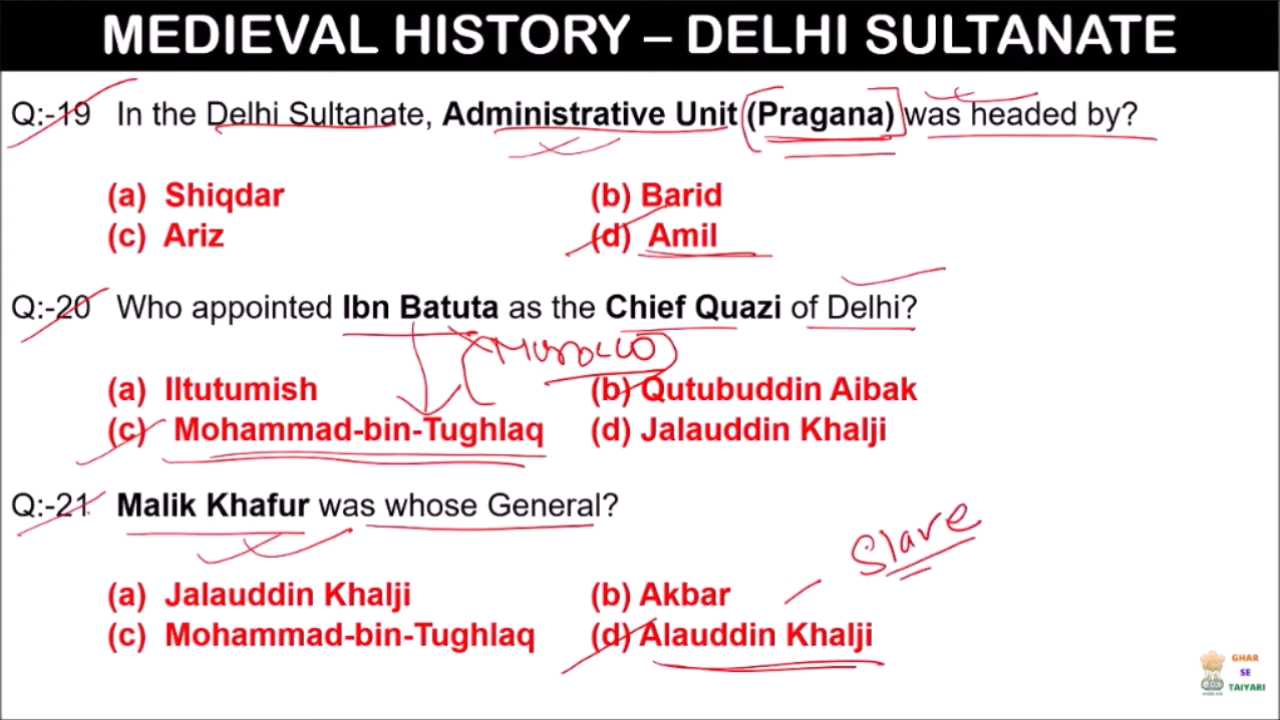 MEDIEVAL HISTORY – DELHI SULTANATE
Q:-19 In the Delhi Sultanate, Administrative Unit (Pragana) was headed by?
(a) Shiqdar (b) Barid
(c) Ariz (d) Amil
Q:-20 Who appointed Ibn Batuta as the Chief Quazi of Delhi?
Morocco
(a) Iltutumish (b) Qutubuddin Aibak
(c) Mohammad-bin-Tughlaq (d) Jalauddin Khalji
Q:-21 Malik Khafur was whose General?
Slave
(a) Jalauddin Khalji (b) Akbar
(c) Mohammad-bin-Tughlaq (d) Alauddin Khalji
GHAR
SE
TAIYARI